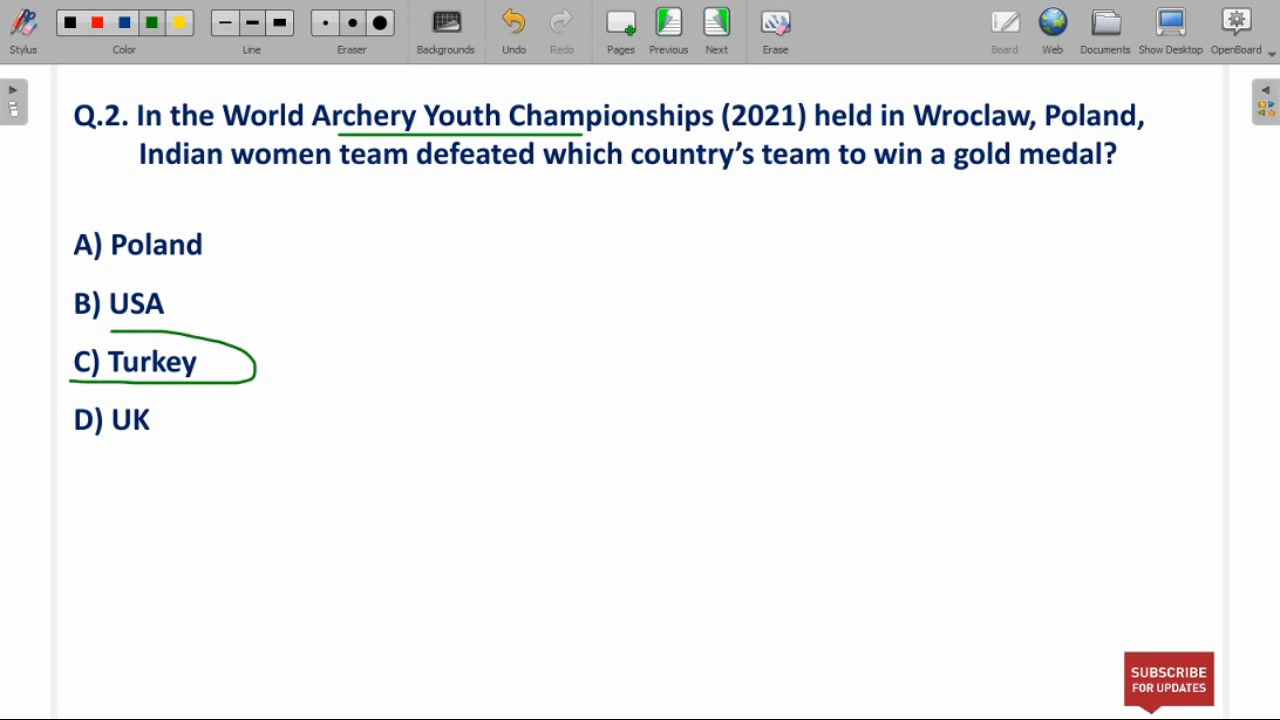 Stylus
Color
Line
Eraser
Backgrounds
Undo
Redo
Pages
Previous
Next
Erase
Board
Web
Documents
Show Desktop
OpenBoard
Q.2. In the World Archery Youth Championships (2021) held in Wroclaw, Poland,
Indian women team defeated which country's team to win a gold medal?
A) Poland
B) USA
C) Turkey
D) UK
SUBSCRIBE
FOR UPDATES